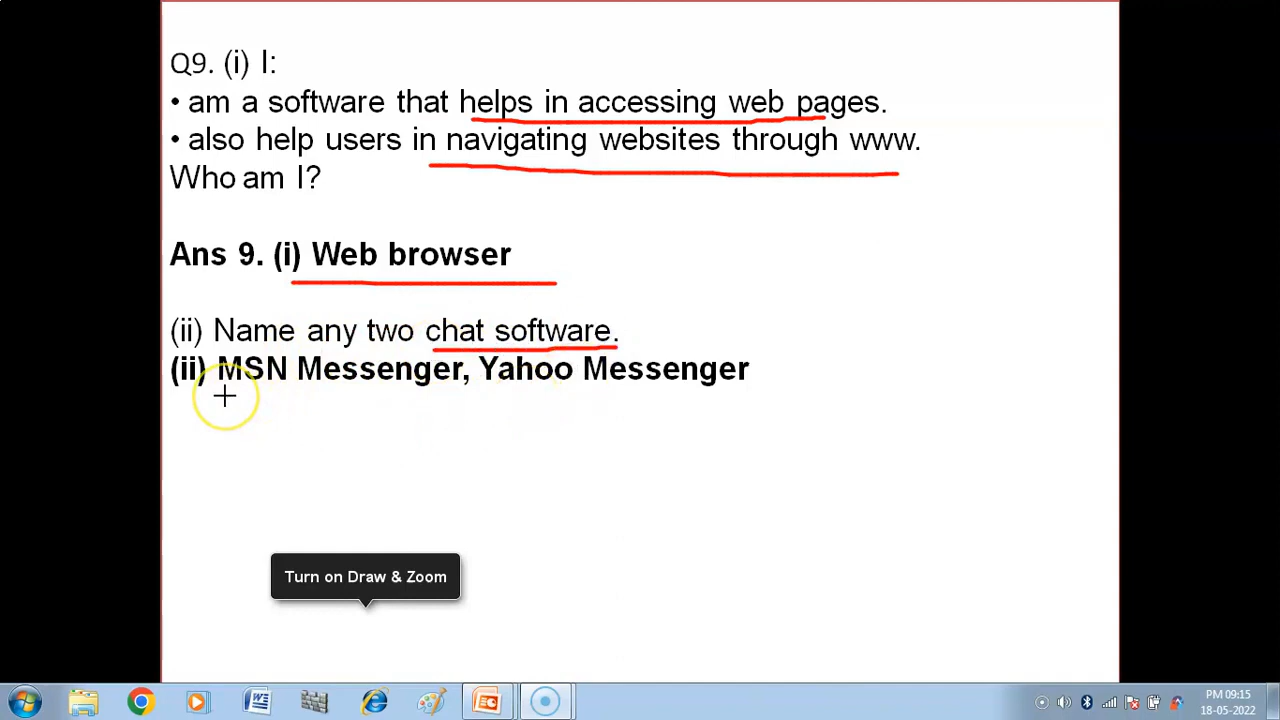 Q9. (i) I:
• am a software that helps in accessing web pages.
• also help users in navigating websites through www.
Who am I?
Ans 9. (i) Web browser
(ii) Name any two chat software.
(ii) MSN Messenger, Yahoo Messenger
Turn on Draw & Zoom
PM 09:15
18-05-2022